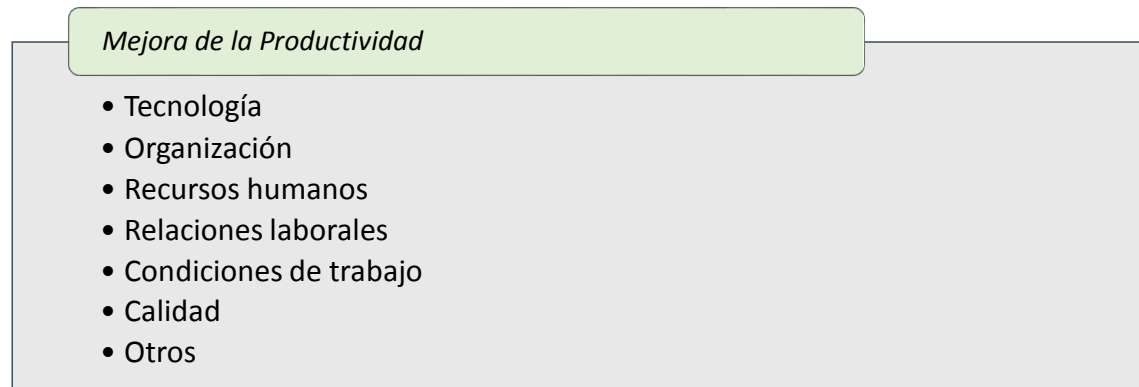 Mejora de la Productividad
• Tecnología
• Organización
• Recursos humanos
• Relaciones laborales
• Condiciones de trabajo
• Calidad
• Otros